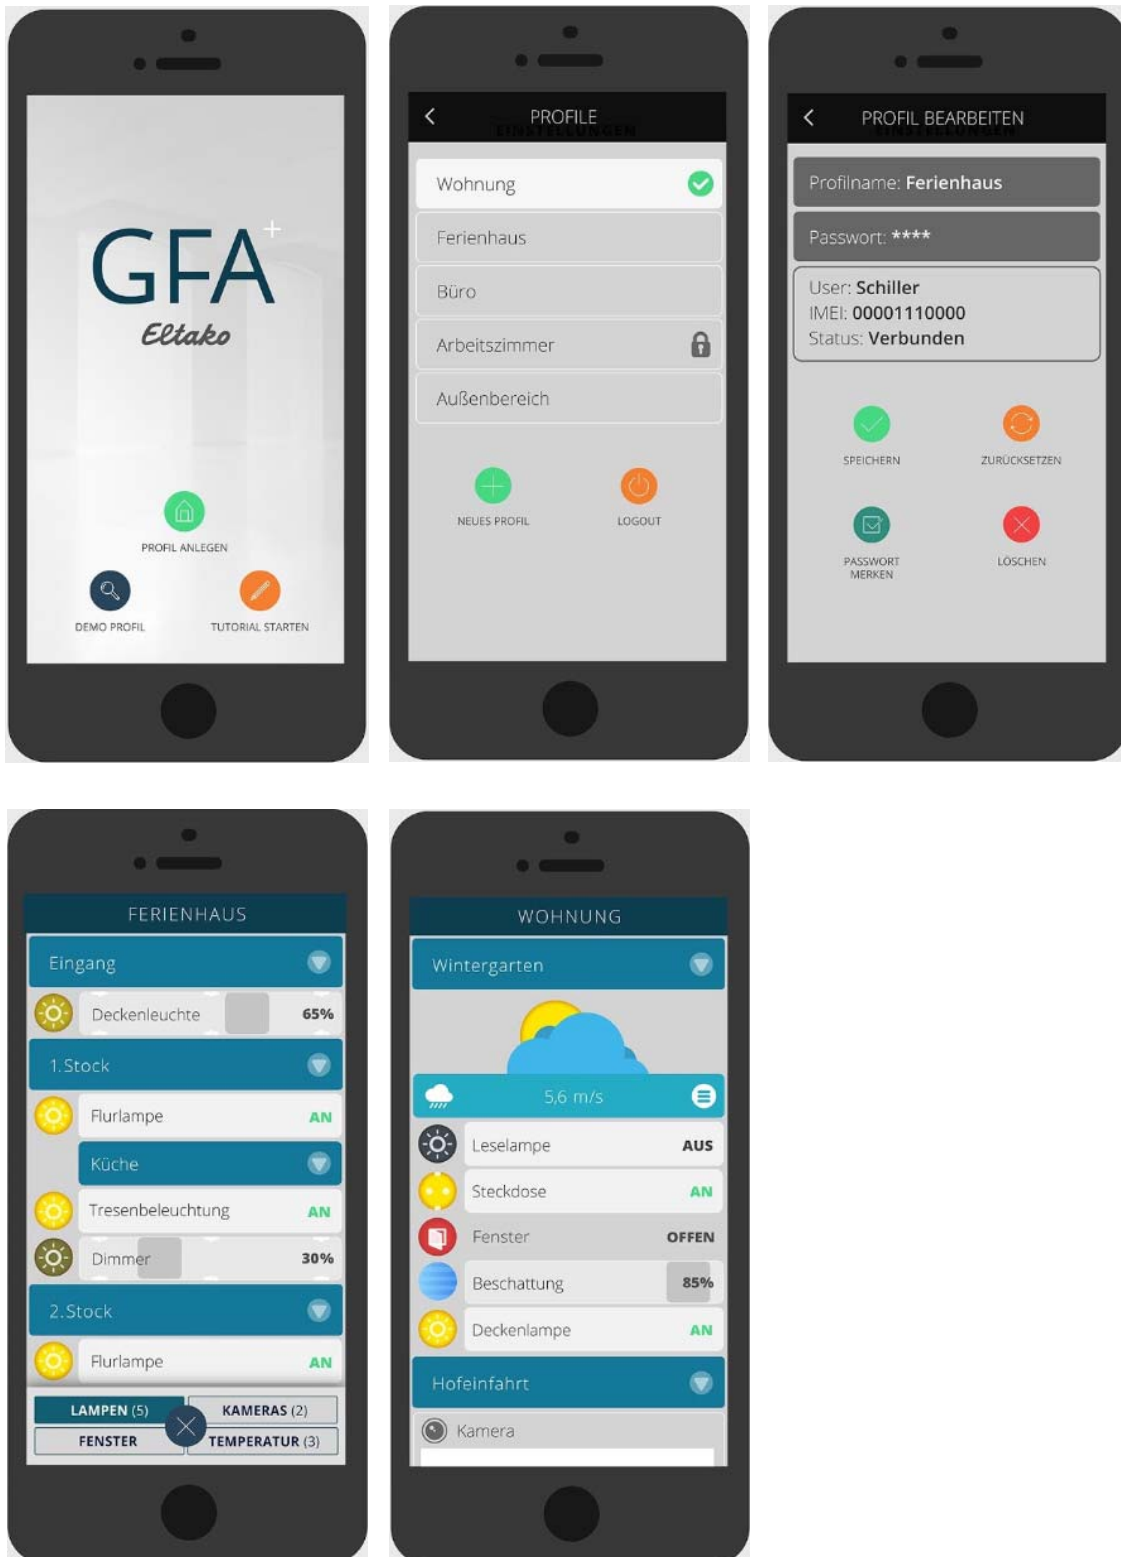 GFA+
Eltako
PROFIL ANLEGEN
DEMO PROFIL
TUTORIAL STARTEN
PROFILE
EINSTELLUNGEN
Wohnung
Ferienhaus
Büro
Arbeitszimmer
Außenbereich
NEUES PROFIL
LOGOUT
PROFIL BEARBEITEN
EINSTELLUNGEN
Profilname: Ferienhaus
Passwort: ****
User: Schiller
IMEI: 00001110000
Status: Verbunden
SPEICHERN
ZURÜCKSETZEN
PASSWORT
MERKEN
LÖSCHEN
FERIENHAUS
Eingang
Deckenleuchte 65%
1.Stock
Flurlampe AN
Küche
Tresenbeleuchtung AN
Dimmer 30%
2.Stock
Flurlampe AN
LAMPEN (5) KAMERAS (2)
FENSTER TEMPERATUR (3)
WOHNUNG
Wintergarten
5,6 m/s
Leselampe AUS
Steckdose AN
Fenster OFFEN
Beschattung 85%
Deckenlampe AN
Hofeinfahrt
Kamera